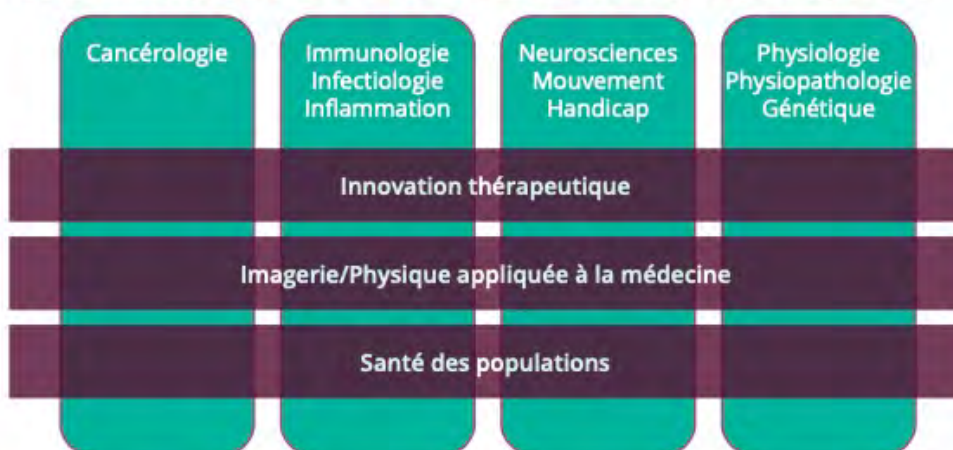 Cancérologie
Immunologie
Infectiologie
Inflammation
Neurosciences
Mouvement
Handicap
Physiologie
Physiopathologie
Génétique
Innovation thérapeutique
Imagerie/Physique appliquée à la médecine
Santé des populations